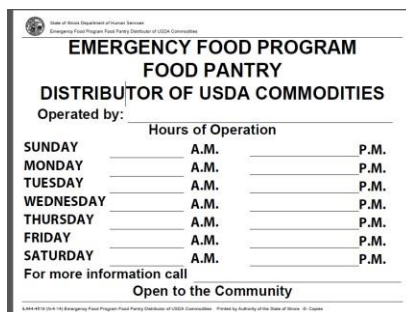 State of Illinois Department of Human Services
Emergency Food Program Food Pantry Distributor of USDA Commodities
EMERGENCY FOOD PROGRAM
FOOD PANTRY
DISTRIBUTOR OF USDA COMMODITIES
Operated by:
Hours of Operation
SUNDAY A.M. P.M.
MONDAY A.M. P.M.
TUESDAY A.M. P.M.
WEDNESDAY A.M. P.M.
THURSDAY A.M. P.M.
FRIDAY A.M. P.M.
SATURDAY A.M. P.M.
For more information call
Open to the Community
Emergency Food Program Food Pantry Distributor of USDA Commodities Printed by Authority of the State of Illinois -0- Copies